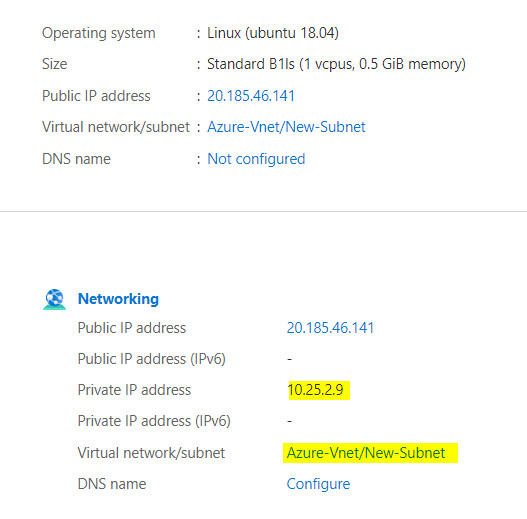 Operating system : Linux (ubuntu 18.04)
Size : Standard B1ls (1 vcpus, 0.5 GiB memory)
Public IP address : 20.185.46.141
Virtual network/subnet : Azure-Vnet/New-Subnet
DNS name : Not configured
Networking
Public IP address 20.185.46.141
Public IP address (IPv6) -
Private IP address 10.25.2.9
Private IP address (IPv6) -
Virtual network/subnet Azure-Vnet/New-Subnet
DNS name Configure